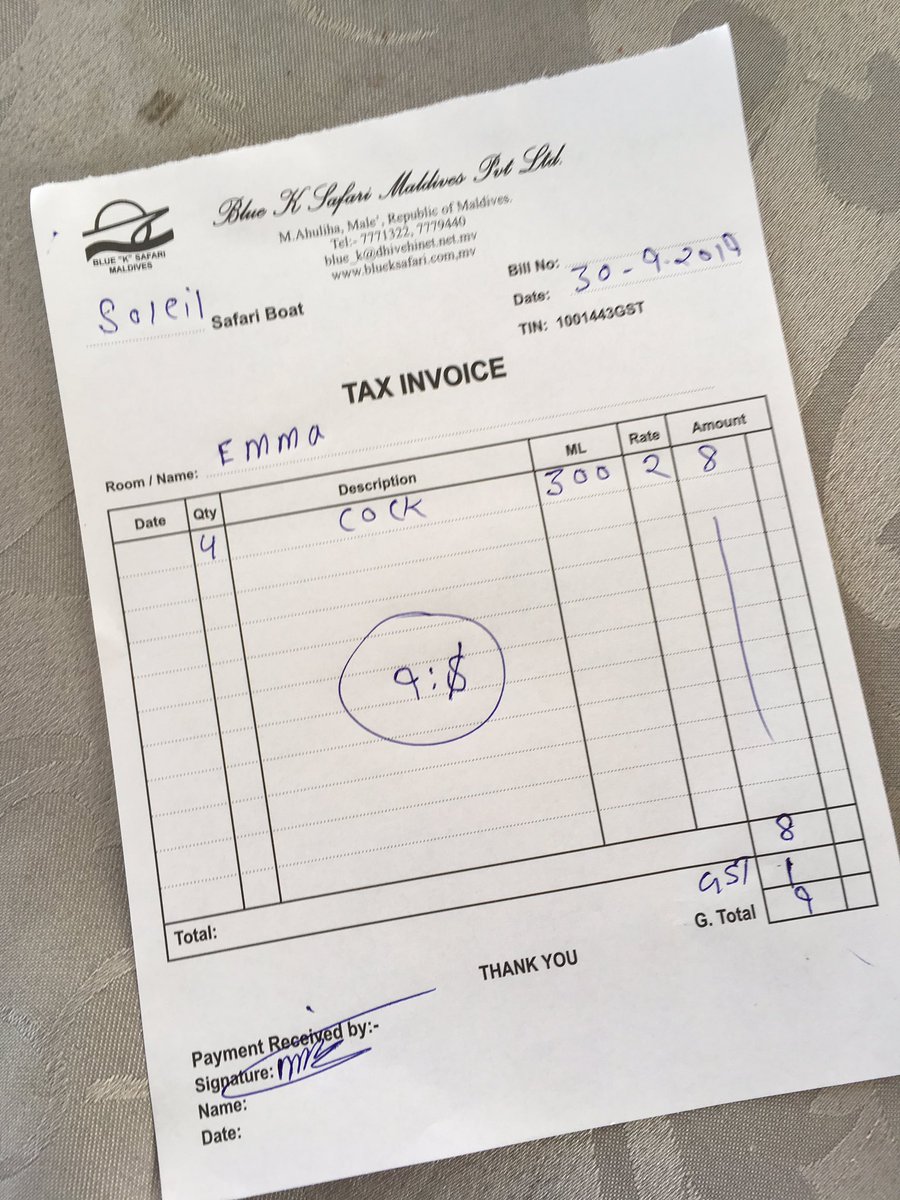 Blue K Safari Maldives Pvt Ltd.
M.Ahuliha, Male', Republic of Maldives.
Tel:- 7771322, 7779440
blue_k@dhivehinet.net.mv
www.blueksafari.com.mv
BLUE "K" SAFARI
MALDIVES
Soleil Safari Boat
Bill No:
Date: 30-9-2019
TIN: 1001443GST
TAX INVOICE
Room / Name: Emma
Date Qty Description ML Rate Amount
4 COCK 300 2 8
9:$
8
GST 1
Total: G. Total 9
THANK YOU
Payment Received by:-
Signature:
Name:
Date: